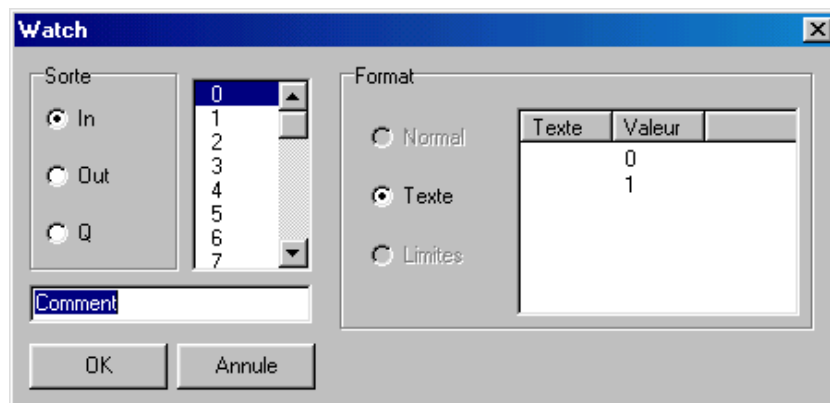 Watch
Sorte
In
Out
Q
0
1
2
3
4
5
6
7
Comment
OK
Annule
Format
Normal
Texte
Limites
Texte Valeur
0
1